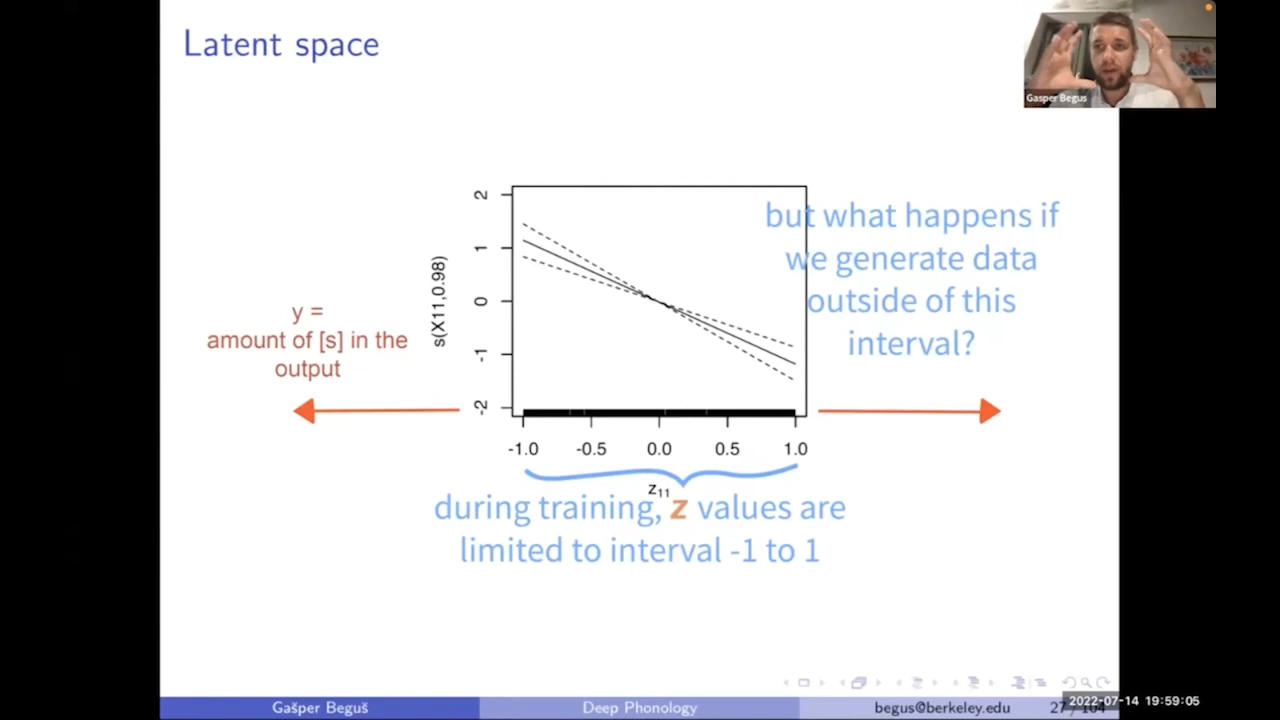 Latent space
Gasper Begus
2
1
0
-1
-2
s(X11,0.98)
y =
amount of [s] in the
output
but what happens if
we generate data
outside of this
interval?
-1.0 -0.5 0.0 0.5 1.0
z11
during training, z values are
limited to interval -1 to 1
Gašper Beguš
Deep Phonology
begus@berkeley.edu
27 / 104
2022-07-14 19:59:05